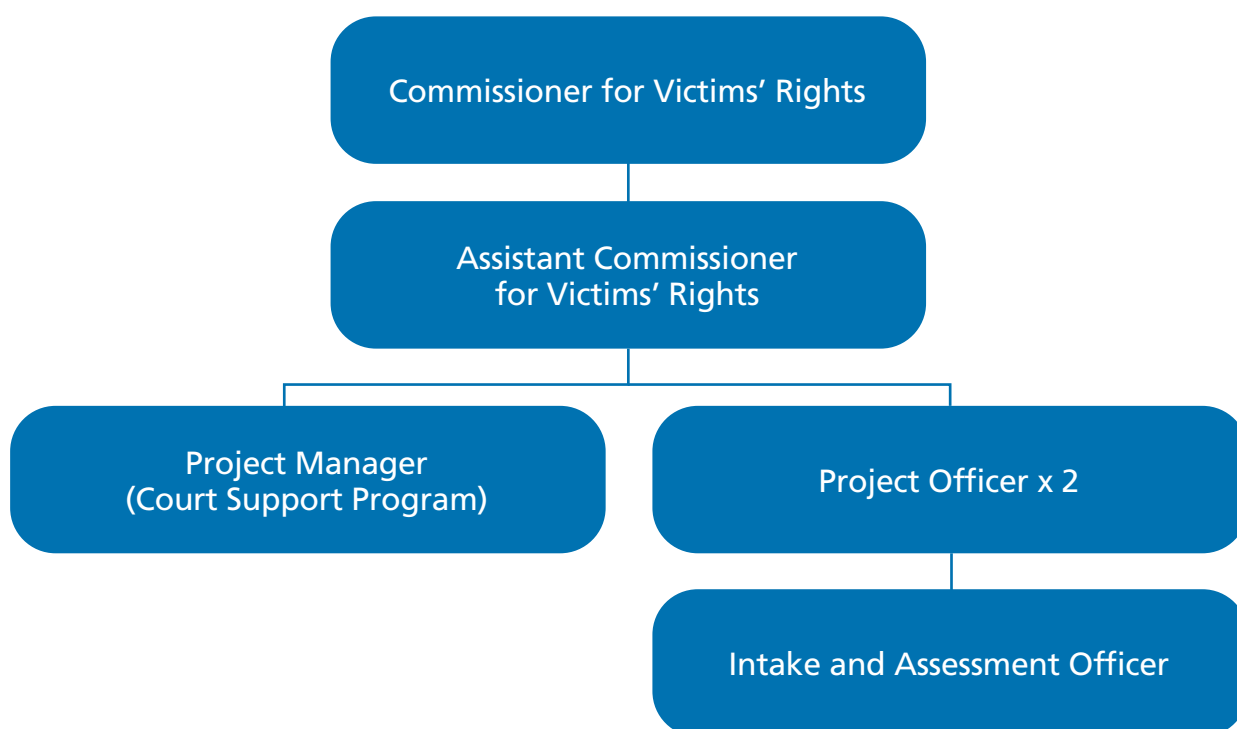 Commissioner for Victims’ Rights
Assistant Commissioner
for Victims’ Rights
Project Manager
(Court Support Program)
Project Officer x 2
Intake and Assessment Officer